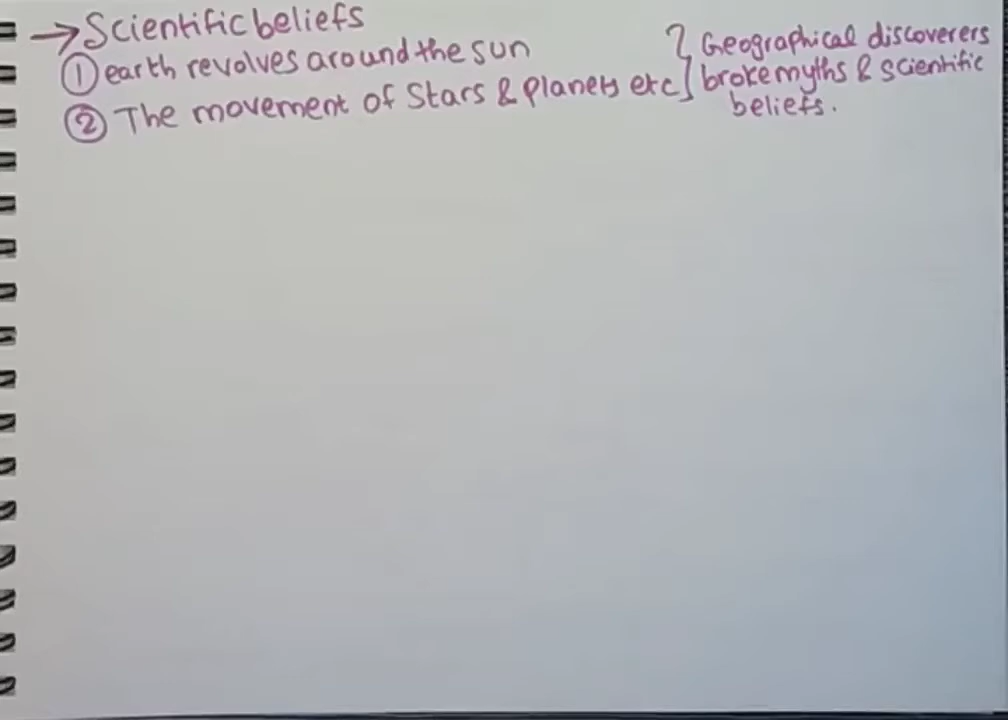 → Scientific beliefs
① earth revolves around the sun
② The movement of Stars & Planets etc
Geographical discoverers
broke myths & scientific
beliefs.